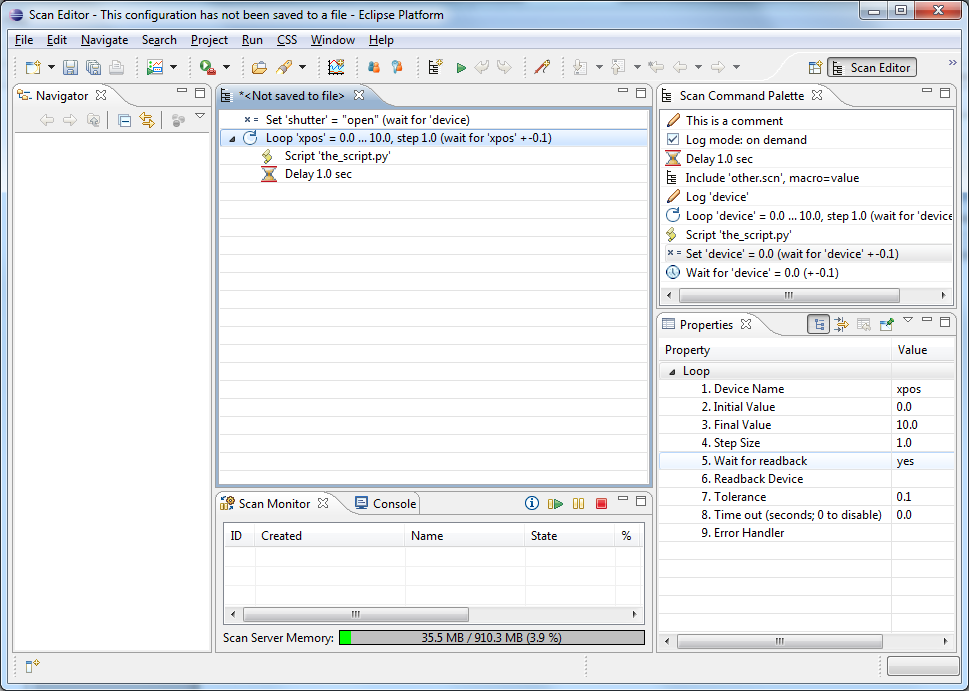 Scan Editor - This configuration has not been saved to a file - Eclipse Platform
File Edit Navigate Search Project Run CSS Window Help
Scan Editor
Navigator
*<Not saved to file>
Set 'shutter' = "open" (wait for 'device)
Loop 'xpos' = 0.0 ... 10.0, step 1.0 (wait for 'xpos' +-0.1)
Script 'the_script.py'
Delay 1.0 sec
Scan Command Palette
This is a comment
Log mode: on demand
Delay 1.0 sec
Include 'other.scn', macro=value
Log 'device'
Loop 'device' = 0.0 ... 10.0, step 1.0 (wait for 'device
Script 'the_script.py'
Set 'device' = 0.0 (wait for 'device' +-0.1)
Wait for 'device' = 0.0 (+-0.1)
Properties
Property Value
Loop
1. Device Name xpos
2. Initial Value 0.0
3. Final Value 10.0
4. Step Size 1.0
5. Wait for readback yes
6. Readback Device
7. Tolerance 0.1
8. Time out (seconds; 0 to disable) 0.0
9. Error Handler
Scan Monitor Console
ID Created Name State %
Scan Server Memory: 35.5 MB / 910.3 MB (3.9 %)